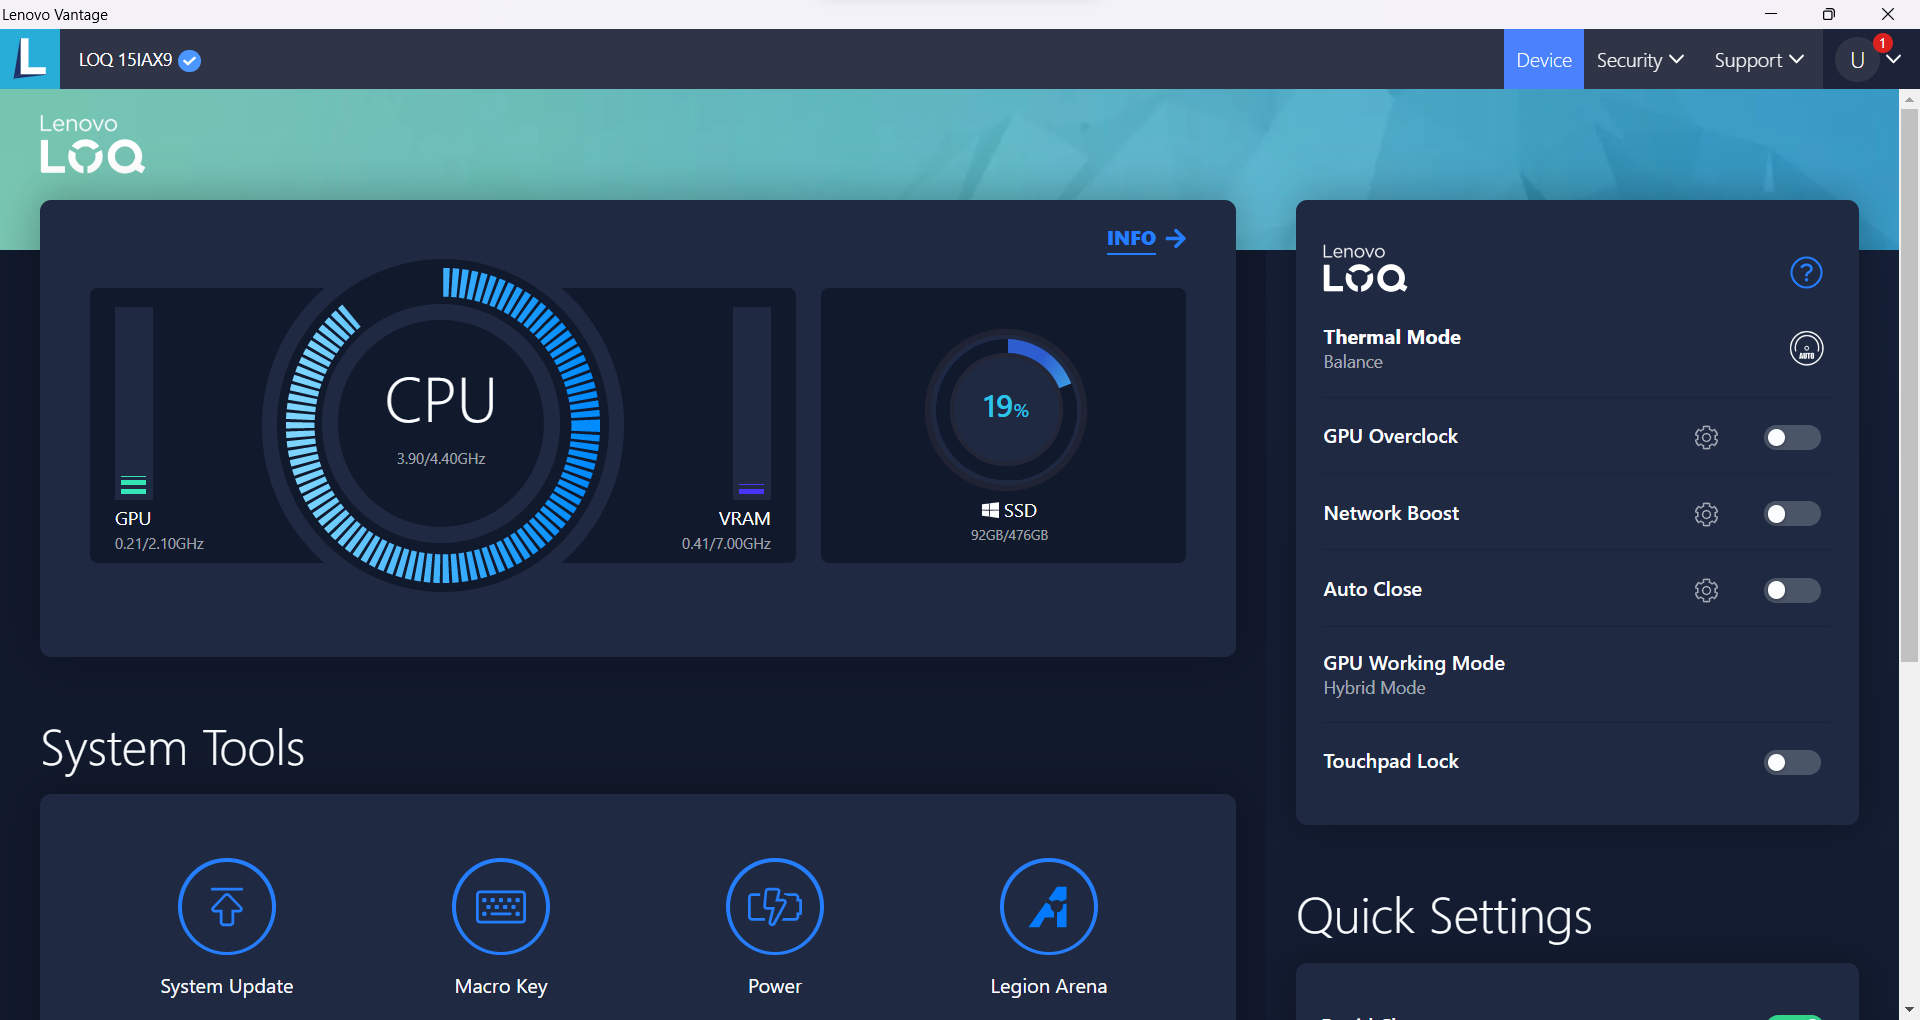 Lenovo Vantage
LOQ 15IAX9
Device
Security
Support
U
1
Lenovo
LOQ
INFO
CPU
3.90/4.40GHz
GPU
0.21/2.10GHz
VRAM
0.41/7.00GHz
19%
SSD
92GB/476GB
Lenovo
LOQ
?
Thermal Mode
Balance
AUTO
GPU Overclock
Network Boost
Auto Close
GPU Working Mode
Hybrid Mode
Touchpad Lock
System Tools
System Update
Macro Key
Power
Legion Arena
Quick Settings